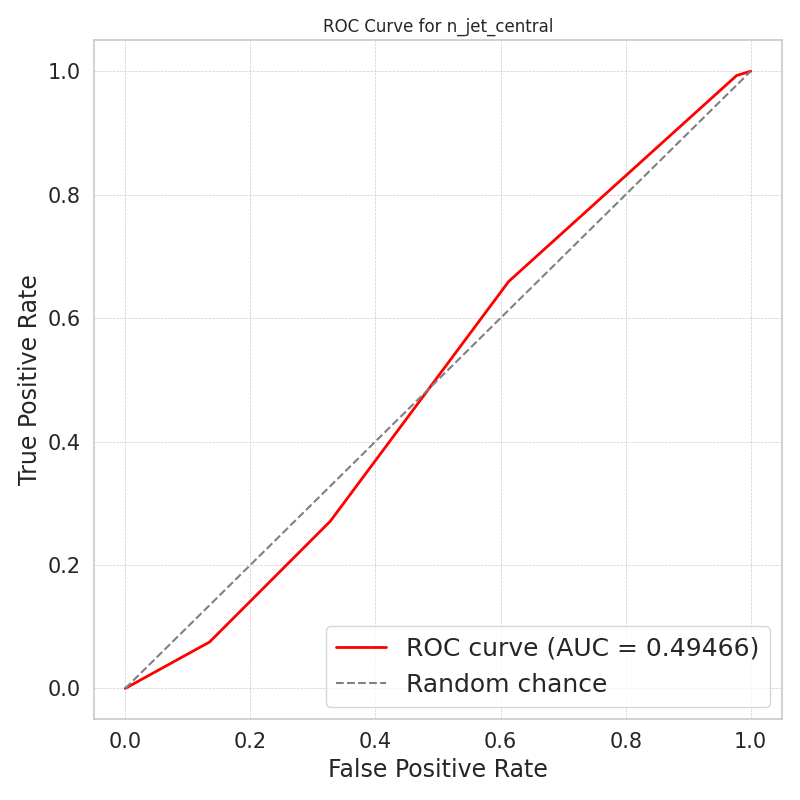 ROC Curve for n_jet_central
True Positive Rate
1.0
0.8
0.6
0.4
0.2
0.0
ROC curve (AUC = 0.49466)
Random chance
0.0 0.2 0.4 0.6 0.8 1.0
False Positive Rate